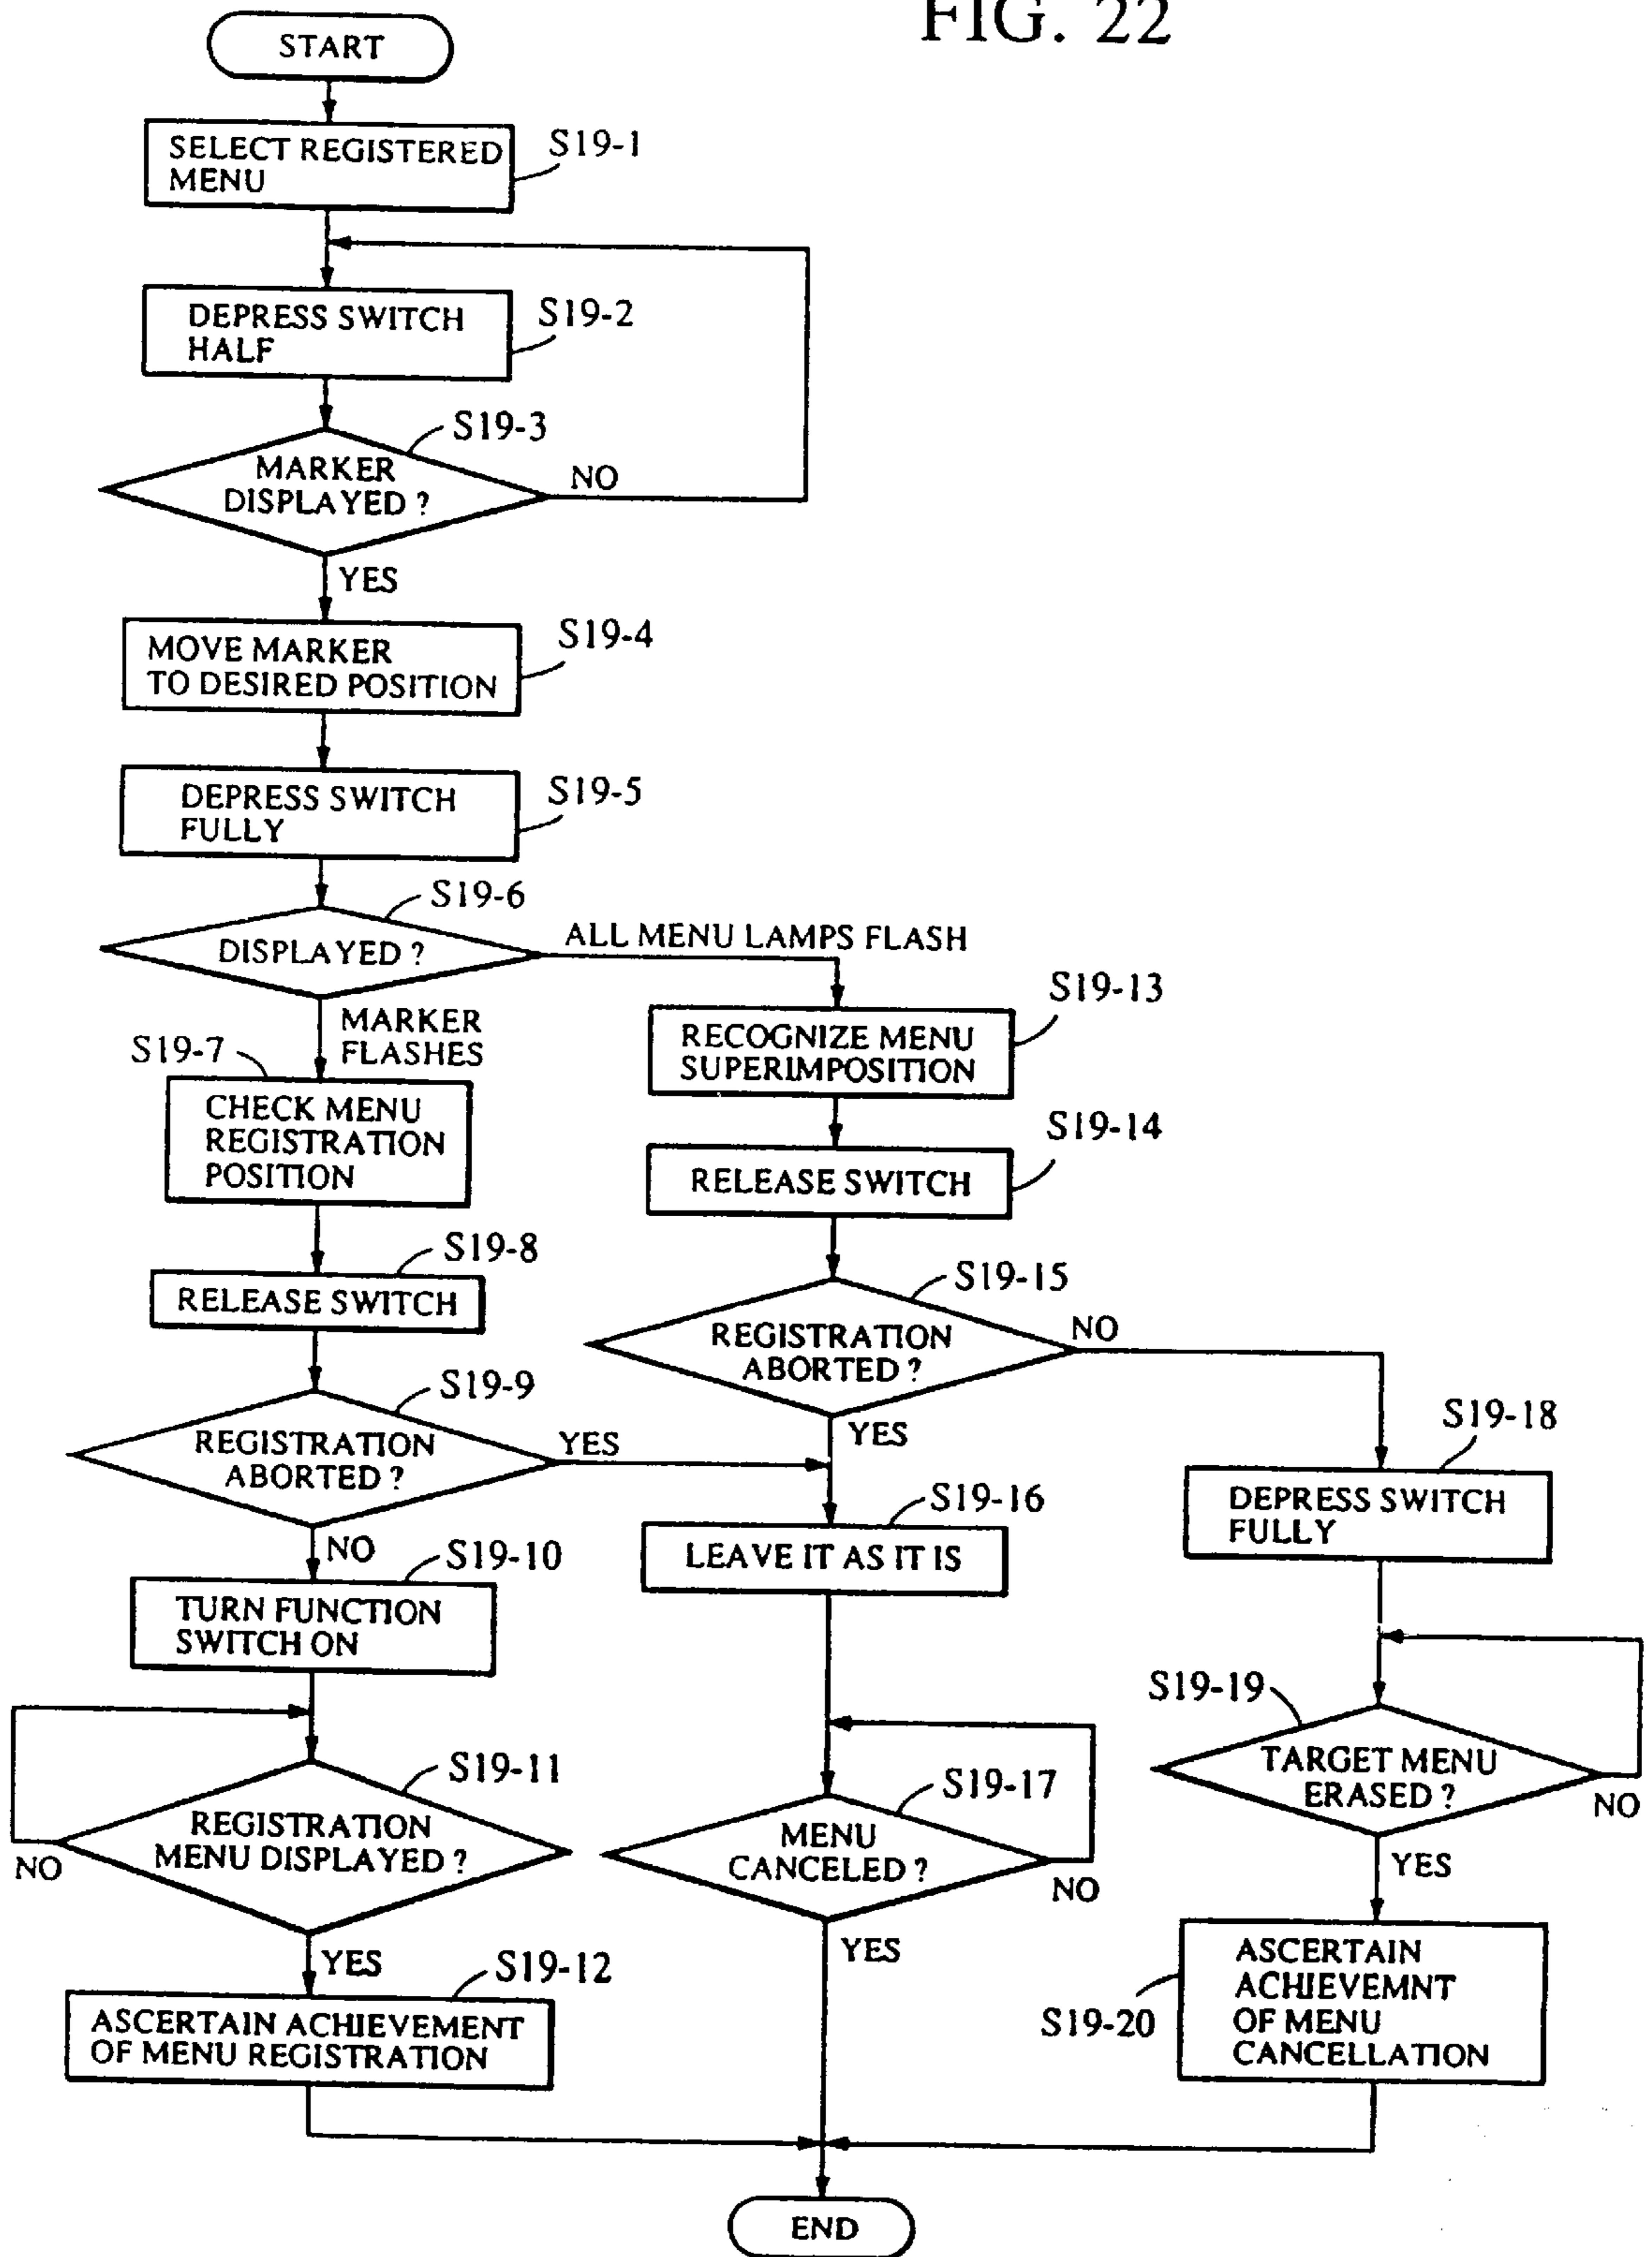 FIG. 22
START
SELECT REGISTERED
MENU
S19-1
DEPRESS SWITCH
HALF
S19-2
S19-3
MARKER
DISPLAYED ?
NO
YES
MOVE MARKER
TO DESIRED POSITION
S19-4
DEPRESS SWITCH
FULLY
S19-5
S19-6
DISPLAYED ?
ALL MENU LAMPS FLASH
MARKER
FLASHES
S19-7
CHECK MENU
REGISTRATION
POSITION
S19-8
RELEASE SWITCH
S19-9
REGISTRATION
ABORTED ?
YES
NO
S19-10
TURN FUNCTION
SWITCH ON
S19-11
REGISTRATION
MENU DISPLAYED ?
NO
YES
S19-12
ASCERTAIN ACHIEVEMENT
OF MENU REGISTRATION
S19-13
RECOGNIZE MENU
SUPERIMPOSITION
S19-14
RELEASE SWITCH
S19-15
REGISTRATION
ABORTED ?
NO
YES
S19-16
LEAVE IT AS IT IS
S19-17
MENU
CANCELED ?
NO
YES
S19-18
DEPRESS SWITCH
FULLY
S19-19
TARGET MENU
ERASED ?
NO
YES
S19-20
ASCERTAIN
ACHIEVEMNT
OF MENU
CANCELLATION
END